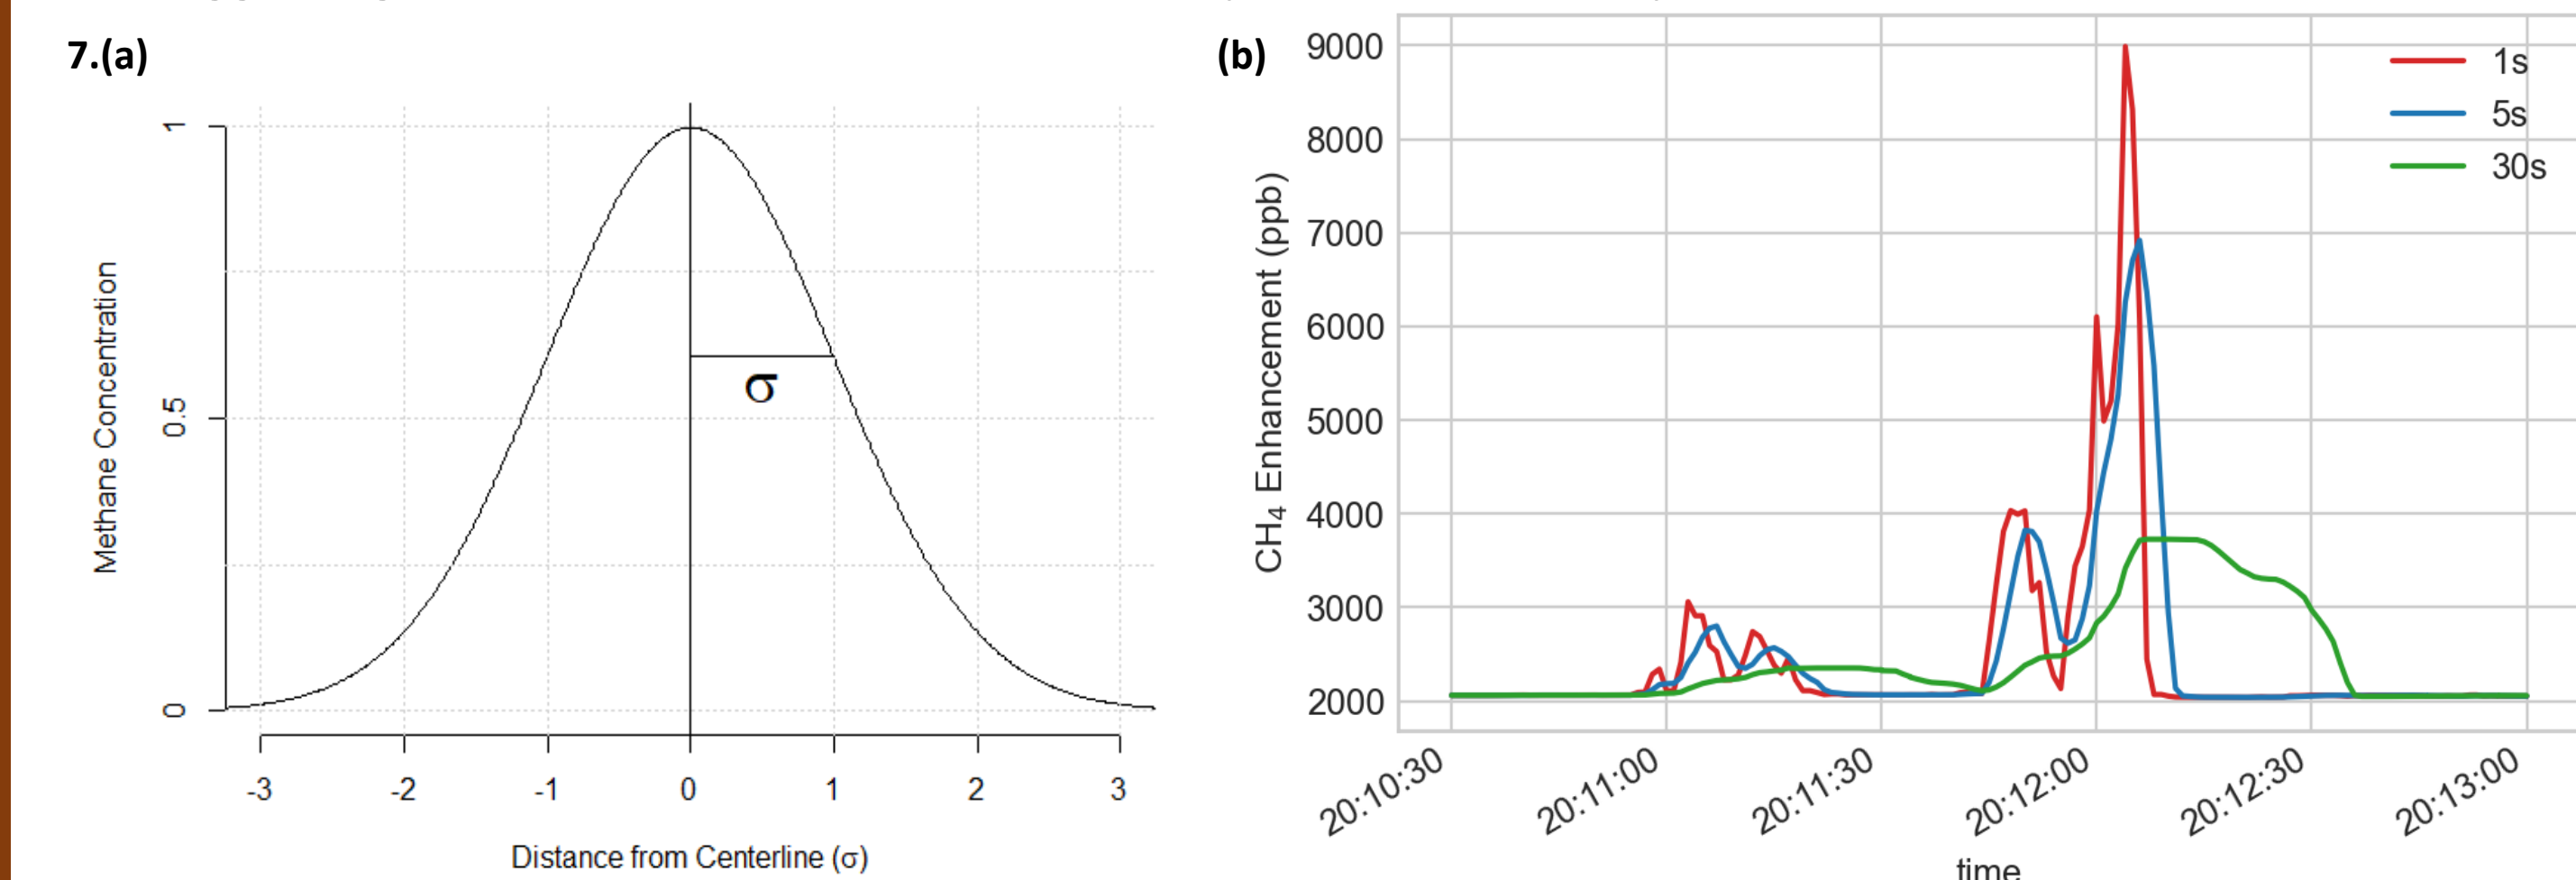 7.(a)
Methane Concentration
1
0.5
0
σ
-3 -2 -1 0 1 2 3
Distance from Centerline (σ)
(b)
CH₄ Enhancement (ppb)
9000
8000
7000
6000
5000
4000
3000
2000
1s
5s
30s
20:10:30 20:11:00 20:11:30 20:12:00 20:12:30 20:13:00
time